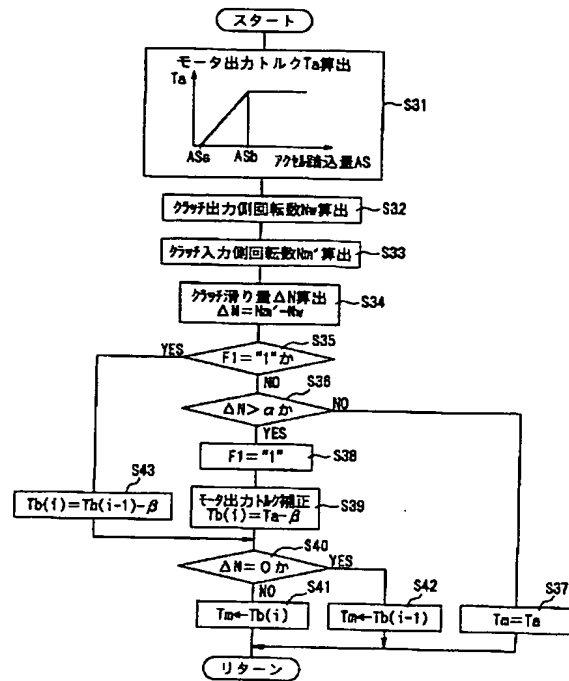 スタート
モータ出力トルクTa算出
Ta
ASa
ASb
アクセル踏込量AS
S31
クラッチ出力側回転数Nw算出
S32
クラッチ入力側回転数Nm'算出
S33
クラッチ滑り量ΔN算出
ΔN=Nm'-Nw
S34
S35
YES
F1="1"か
NO
S36
ΔN>αか
NO
YES
F1="1"
S38
S43
Tb(i)=Tb(i-1)-β
モータ出力トルク補正
Tb(i)=Ta-β
S39
S40
ΔN=0か
YES
NO
S41
S42
S37
Tm←Tb(i)
Tm←Tb(i-1)
Tm=Ta
リターン